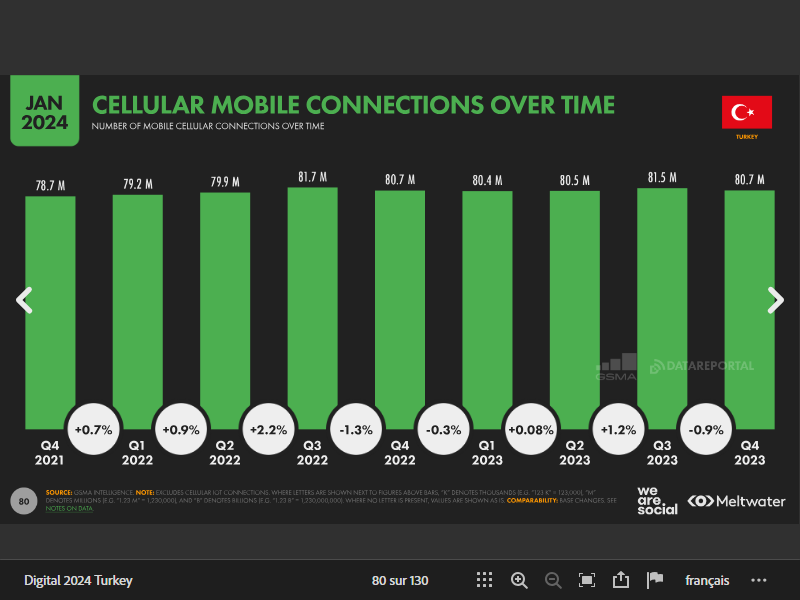 JAN
2024
CELLULAR MOBILE CONNECTIONS OVER TIME
NUMBER OF MOBILE CELLULAR CONNECTIONS OVER TIME
TURKEY
78.7 M
79.2 M
79.9 M
81.7 M
80.7 M
80.4 M
80.5 M
81.5 M
80.7 M
GSMA
DATAREPORTAL
+0.7%
+0.9%
+2.2%
-1.3%
-0.3%
+0.08%
+1.2%
-0.9%
Q4
2021
Q1
2022
Q2
2022
Q3
2022
Q4
2022
Q1
2023
Q2
2023
Q3
2023
Q4
2023
80
SOURCE: GSMA INTELLIGENCE. NOTE: EXCLUDES CELLULAR IOT CONNECTIONS. WHERE LETTERS ARE SHOWN NEXT TO FIGURES ABOVE BARS, "K" DENOTES THOUSANDS (E.G. "123 K" = 123,000), "M"
DENOTES MILLIONS (E.G. "1.23 M" = 1,230,000), AND "B" DENOTES BILLIONS (E.G. "1.23 B" = 1,230,000,000). WHERE NO LETTER IS PRESENT, VALUES ARE SHOWN AS IS. COMPARABILITY: BASE CHANGES. SEE
NOTES ON DATA.
we
are.
social
Meltwater
Digital 2024 Turkey
80 sur 130
français